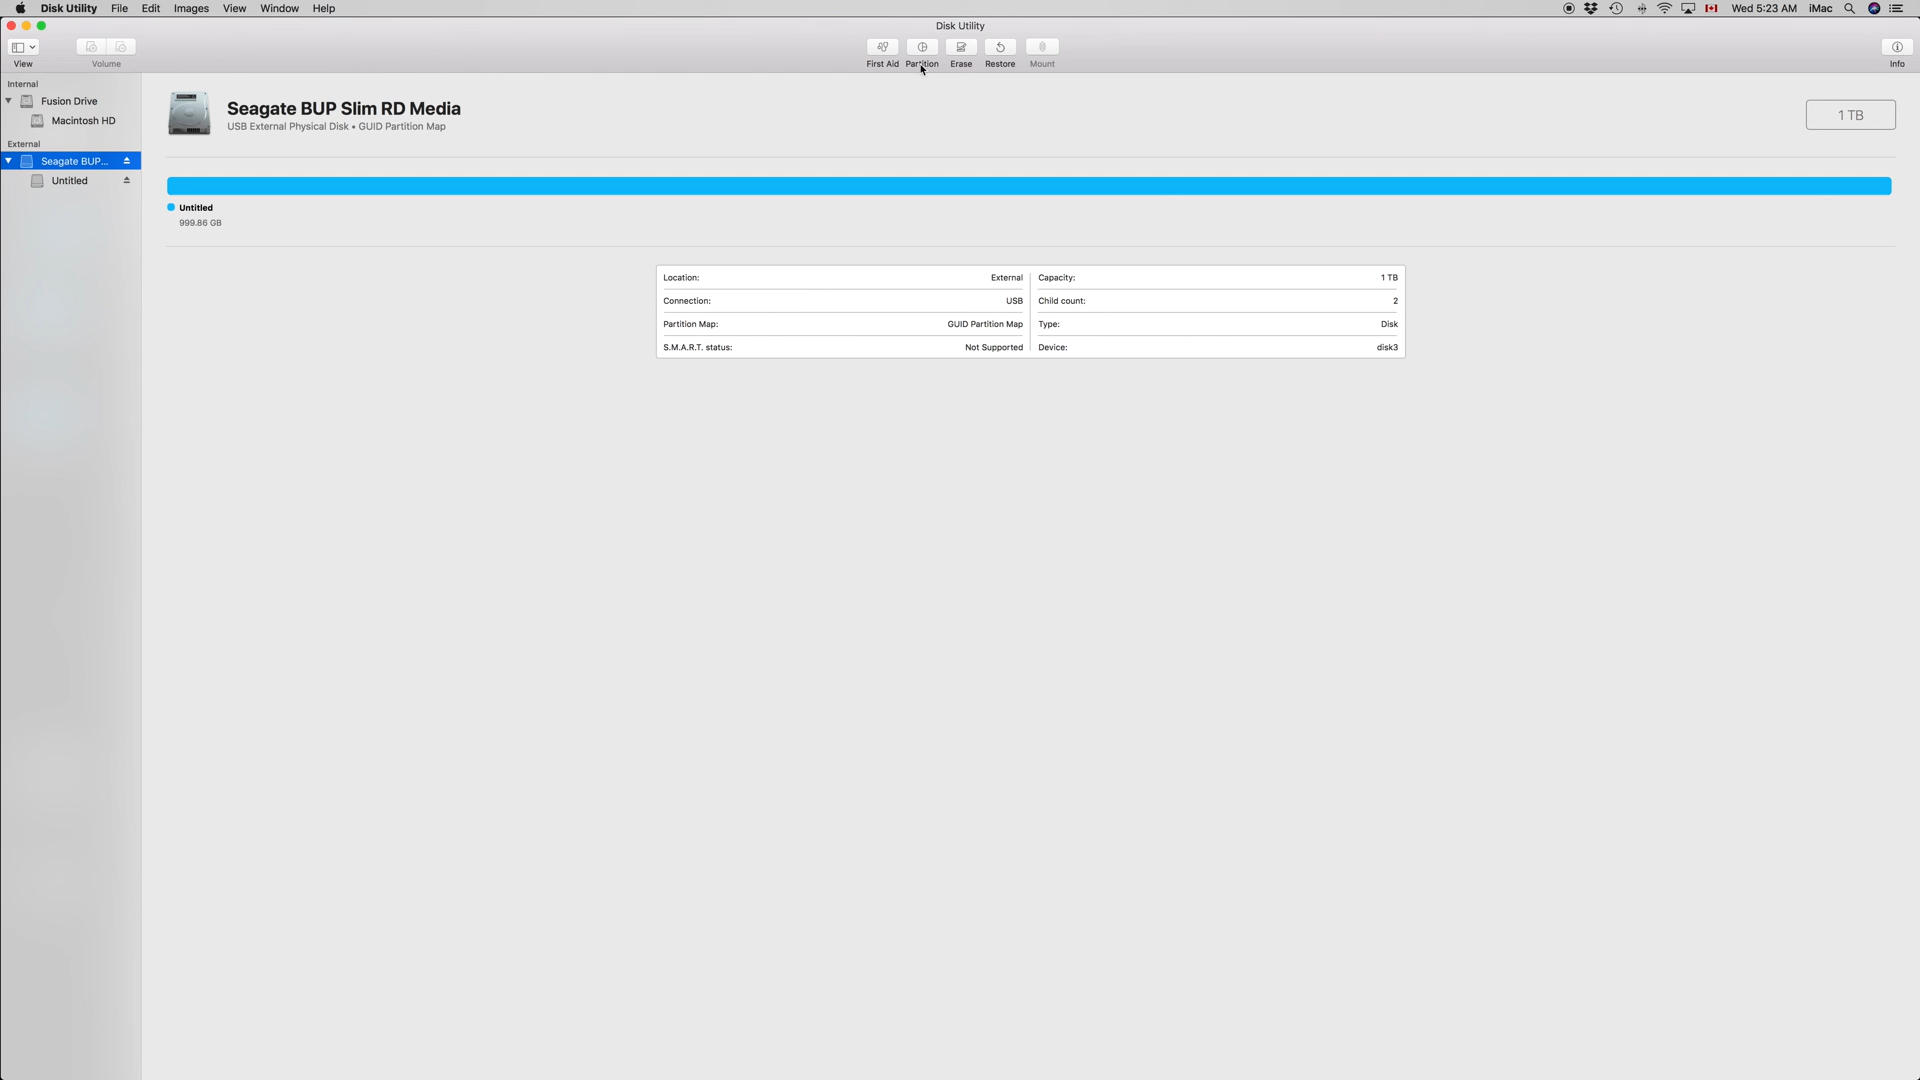 Disk Utility File Edit Images View Window Help Wed 5:23 AM iMac
Disk Utility
View Volume First Aid Partition Erase Restore Mount Info
Internal
Fusion Drive
Macintosh HD
External
Seagate BUP...
Untitled
Seagate BUP Slim RD Media
USB External Physical Disk • GUID Partition Map
1 TB
Untitled
999.86 GB
Location: External Capacity: 1 TB
Connection: USB Child count: 2
Partition Map: GUID Partition Map Type: Disk
S.M.A.R.T. status: Not Supported Device: disk3